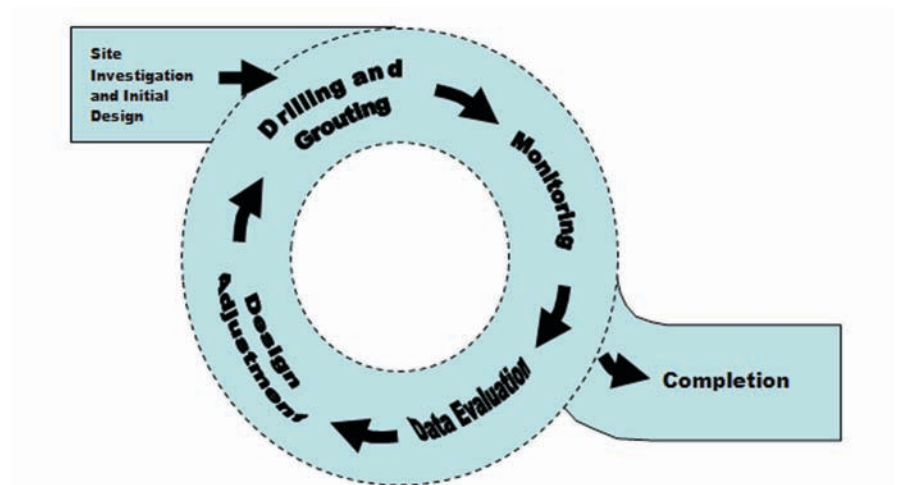 Site
Investigation
and Initial
Design
Drilling and
Grouting
Monitoring
Data Evaluation
Design
Adjustment
Completion